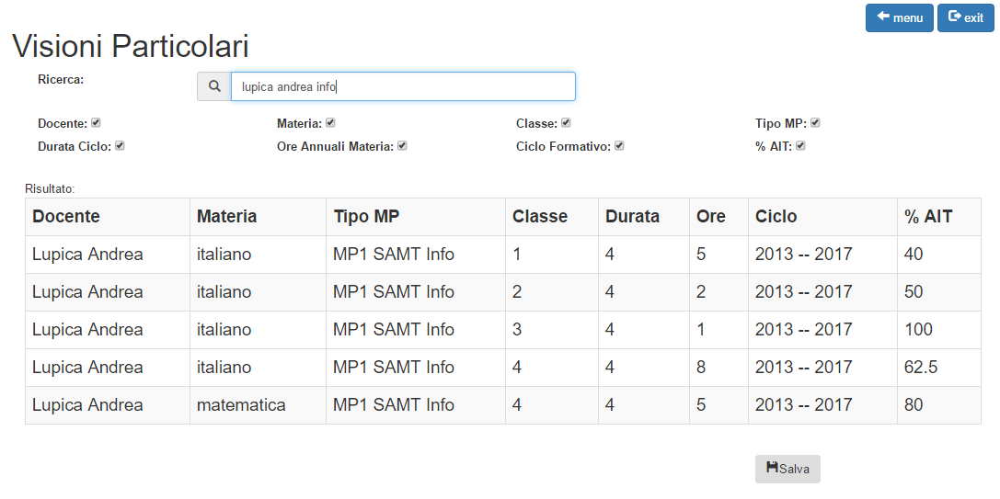 menu exit
Visioni Particolari
Ricerca: lupica andrea info
Docente: Materia: Classe: Tipo MP:
Durata Ciclo: Ore Annuali Materia: Ciclo Formativo: % AIT:
Risultato:
Docente Materia Tipo MP Classe Durata Ore Ciclo % AIT
Lupica Andrea italiano MP1 SAMT Info 1 4 5 2013 -- 2017 40
Lupica Andrea italiano MP1 SAMT Info 2 4 2 2013 -- 2017 50
Lupica Andrea italiano MP1 SAMT Info 3 4 1 2013 -- 2017 100
Lupica Andrea italiano MP1 SAMT Info 4 4 8 2013 -- 2017 62.5
Lupica Andrea matematica MP1 SAMT Info 4 4 5 2013 -- 2017 80
Salva